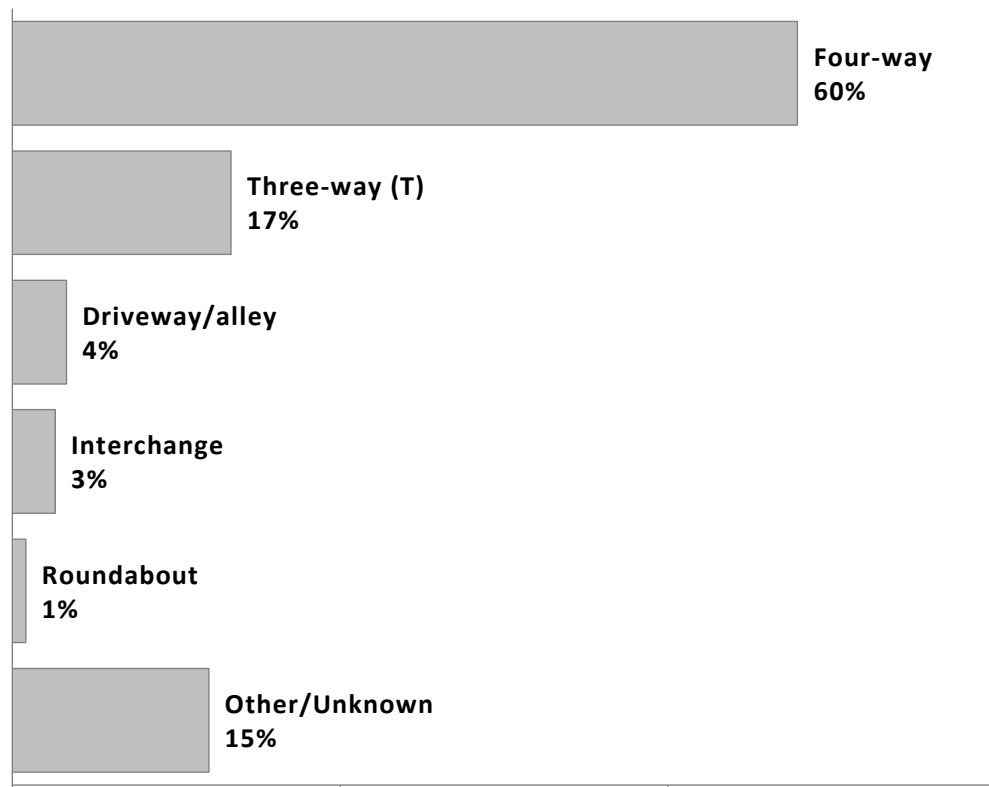 Four-way
60%
Three-way (T)
17%
Driveway/alley
4%
Interchange
3%
Roundabout
1%
Other/Unknown
15%